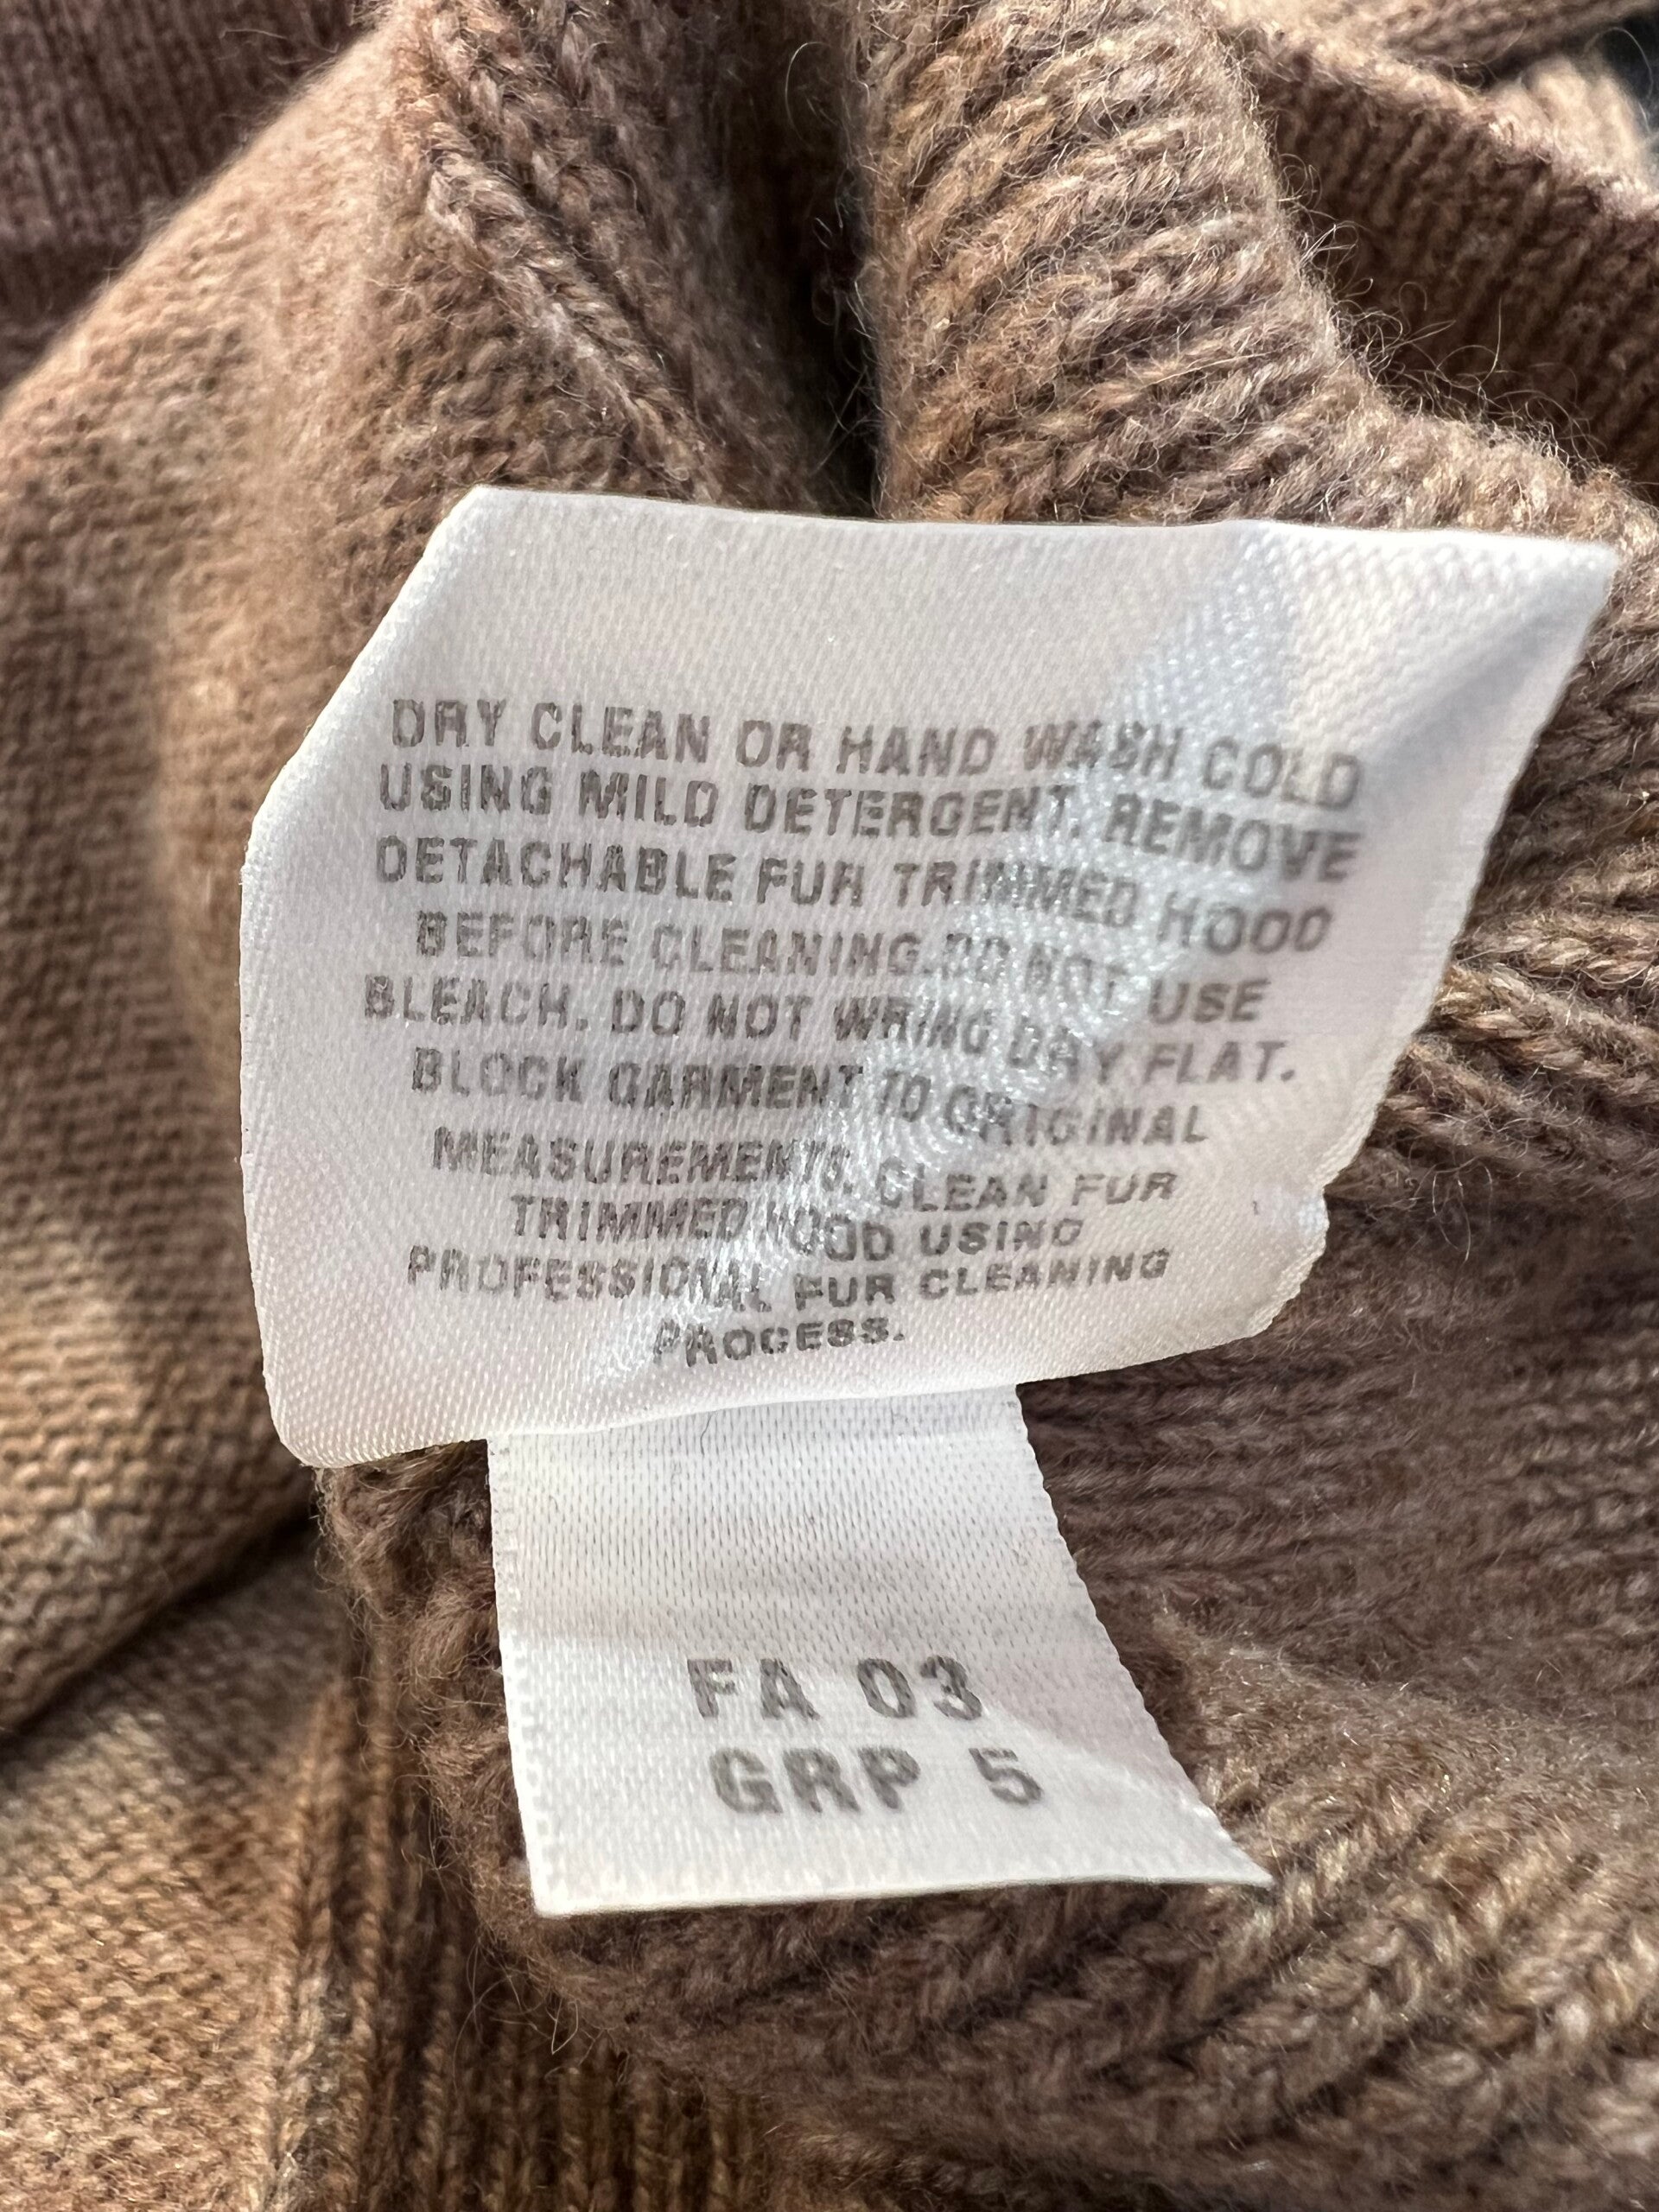 DRY CLEAN OR HAND WASH COLD
USING MILD DETERGENT. REMOVE
DETACHABLE FUR TRIMMED HOOD
BEFORE CLEANING.DO NOT USE
BLEACH. DO NOT WRING DRY FLAT.
BLOCK GARMENT TO ORIGINAL
MEASUREMENTS. CLEAN FUR
TRIMMED HOOD USING
PROFESSIONAL FUR CLEANING
PROCESS.
FA 03
GRP 5